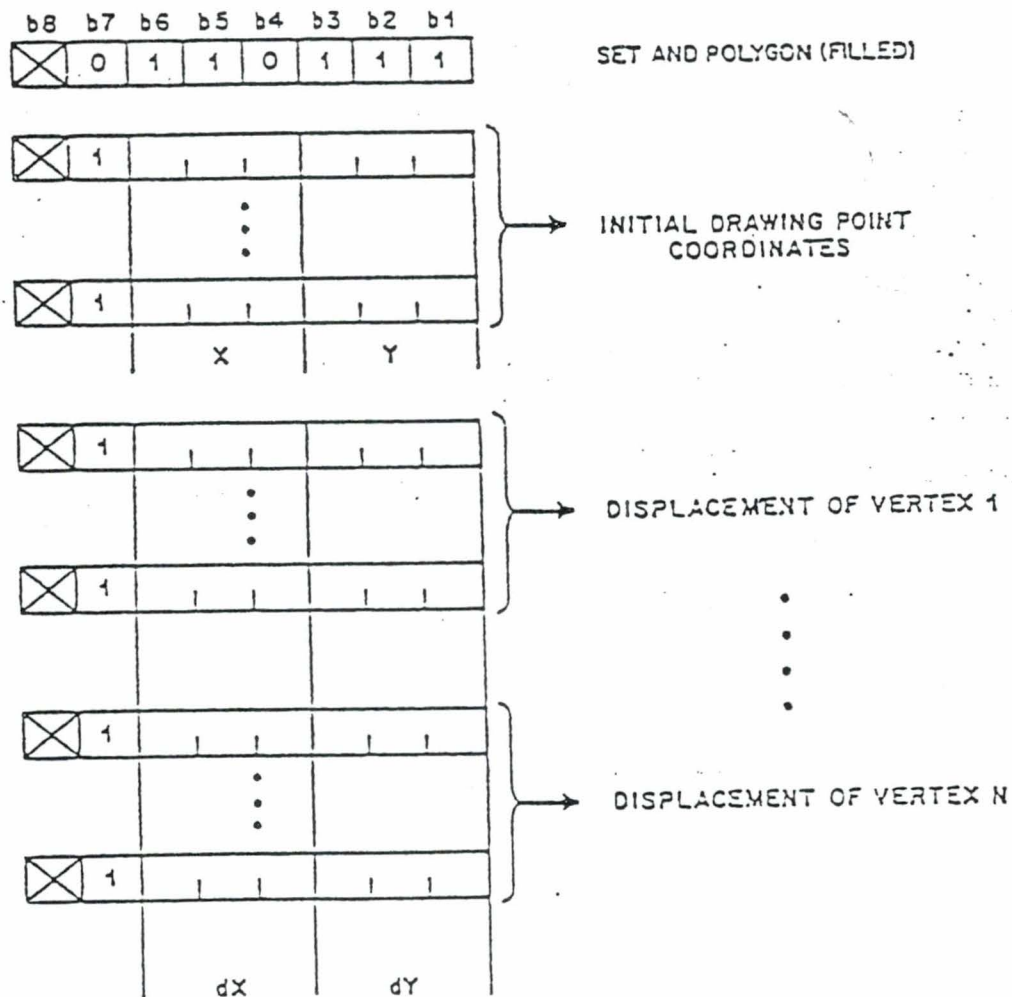 b8 b7 b6 b5 b4 b3 b2 b1
0 1 1 0 1 1 1
SET AND POLYGON (FILLED)
1
INITIAL DRAWING POINT
COORDINATES
1
X Y
1
DISPLACEMENT OF VERTEX 1
1
1
DISPLACEMENT OF VERTEX N
1
dX dY